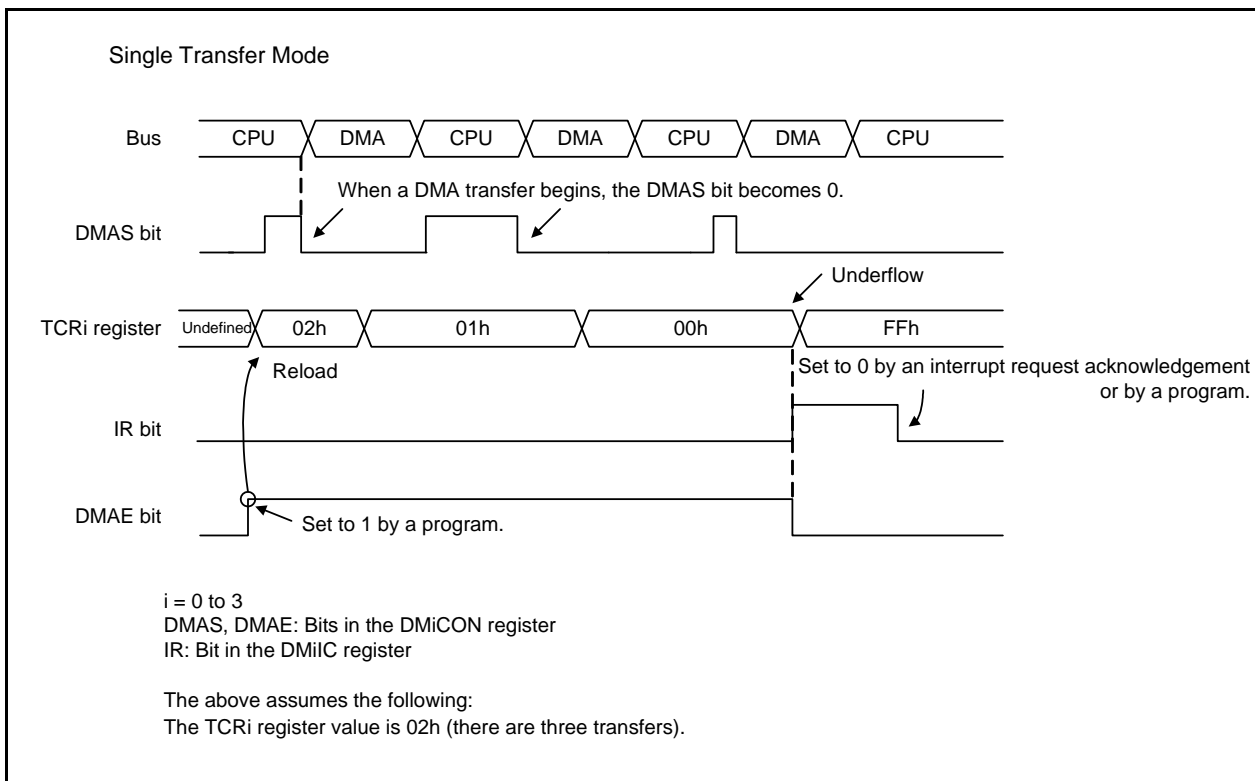 Single Transfer Mode
Bus
CPU
DMA
CPU
DMA
CPU
DMA
CPU
When a DMA transfer begins, the DMAS bit becomes 0.
DMAS bit
Underflow
TCRi register
Undefined
02h
01h
00h
FFh
Reload
Set to 0 by an interrupt request acknowledgement
or by a program.
IR bit
DMAE bit
Set to 1 by a program.
i = 0 to 3
DMAS, DMAE: Bits in the DMiCON register
IR: Bit in the DMiIC register
The above assumes the following:
The TCRi register value is 02h (there are three transfers).